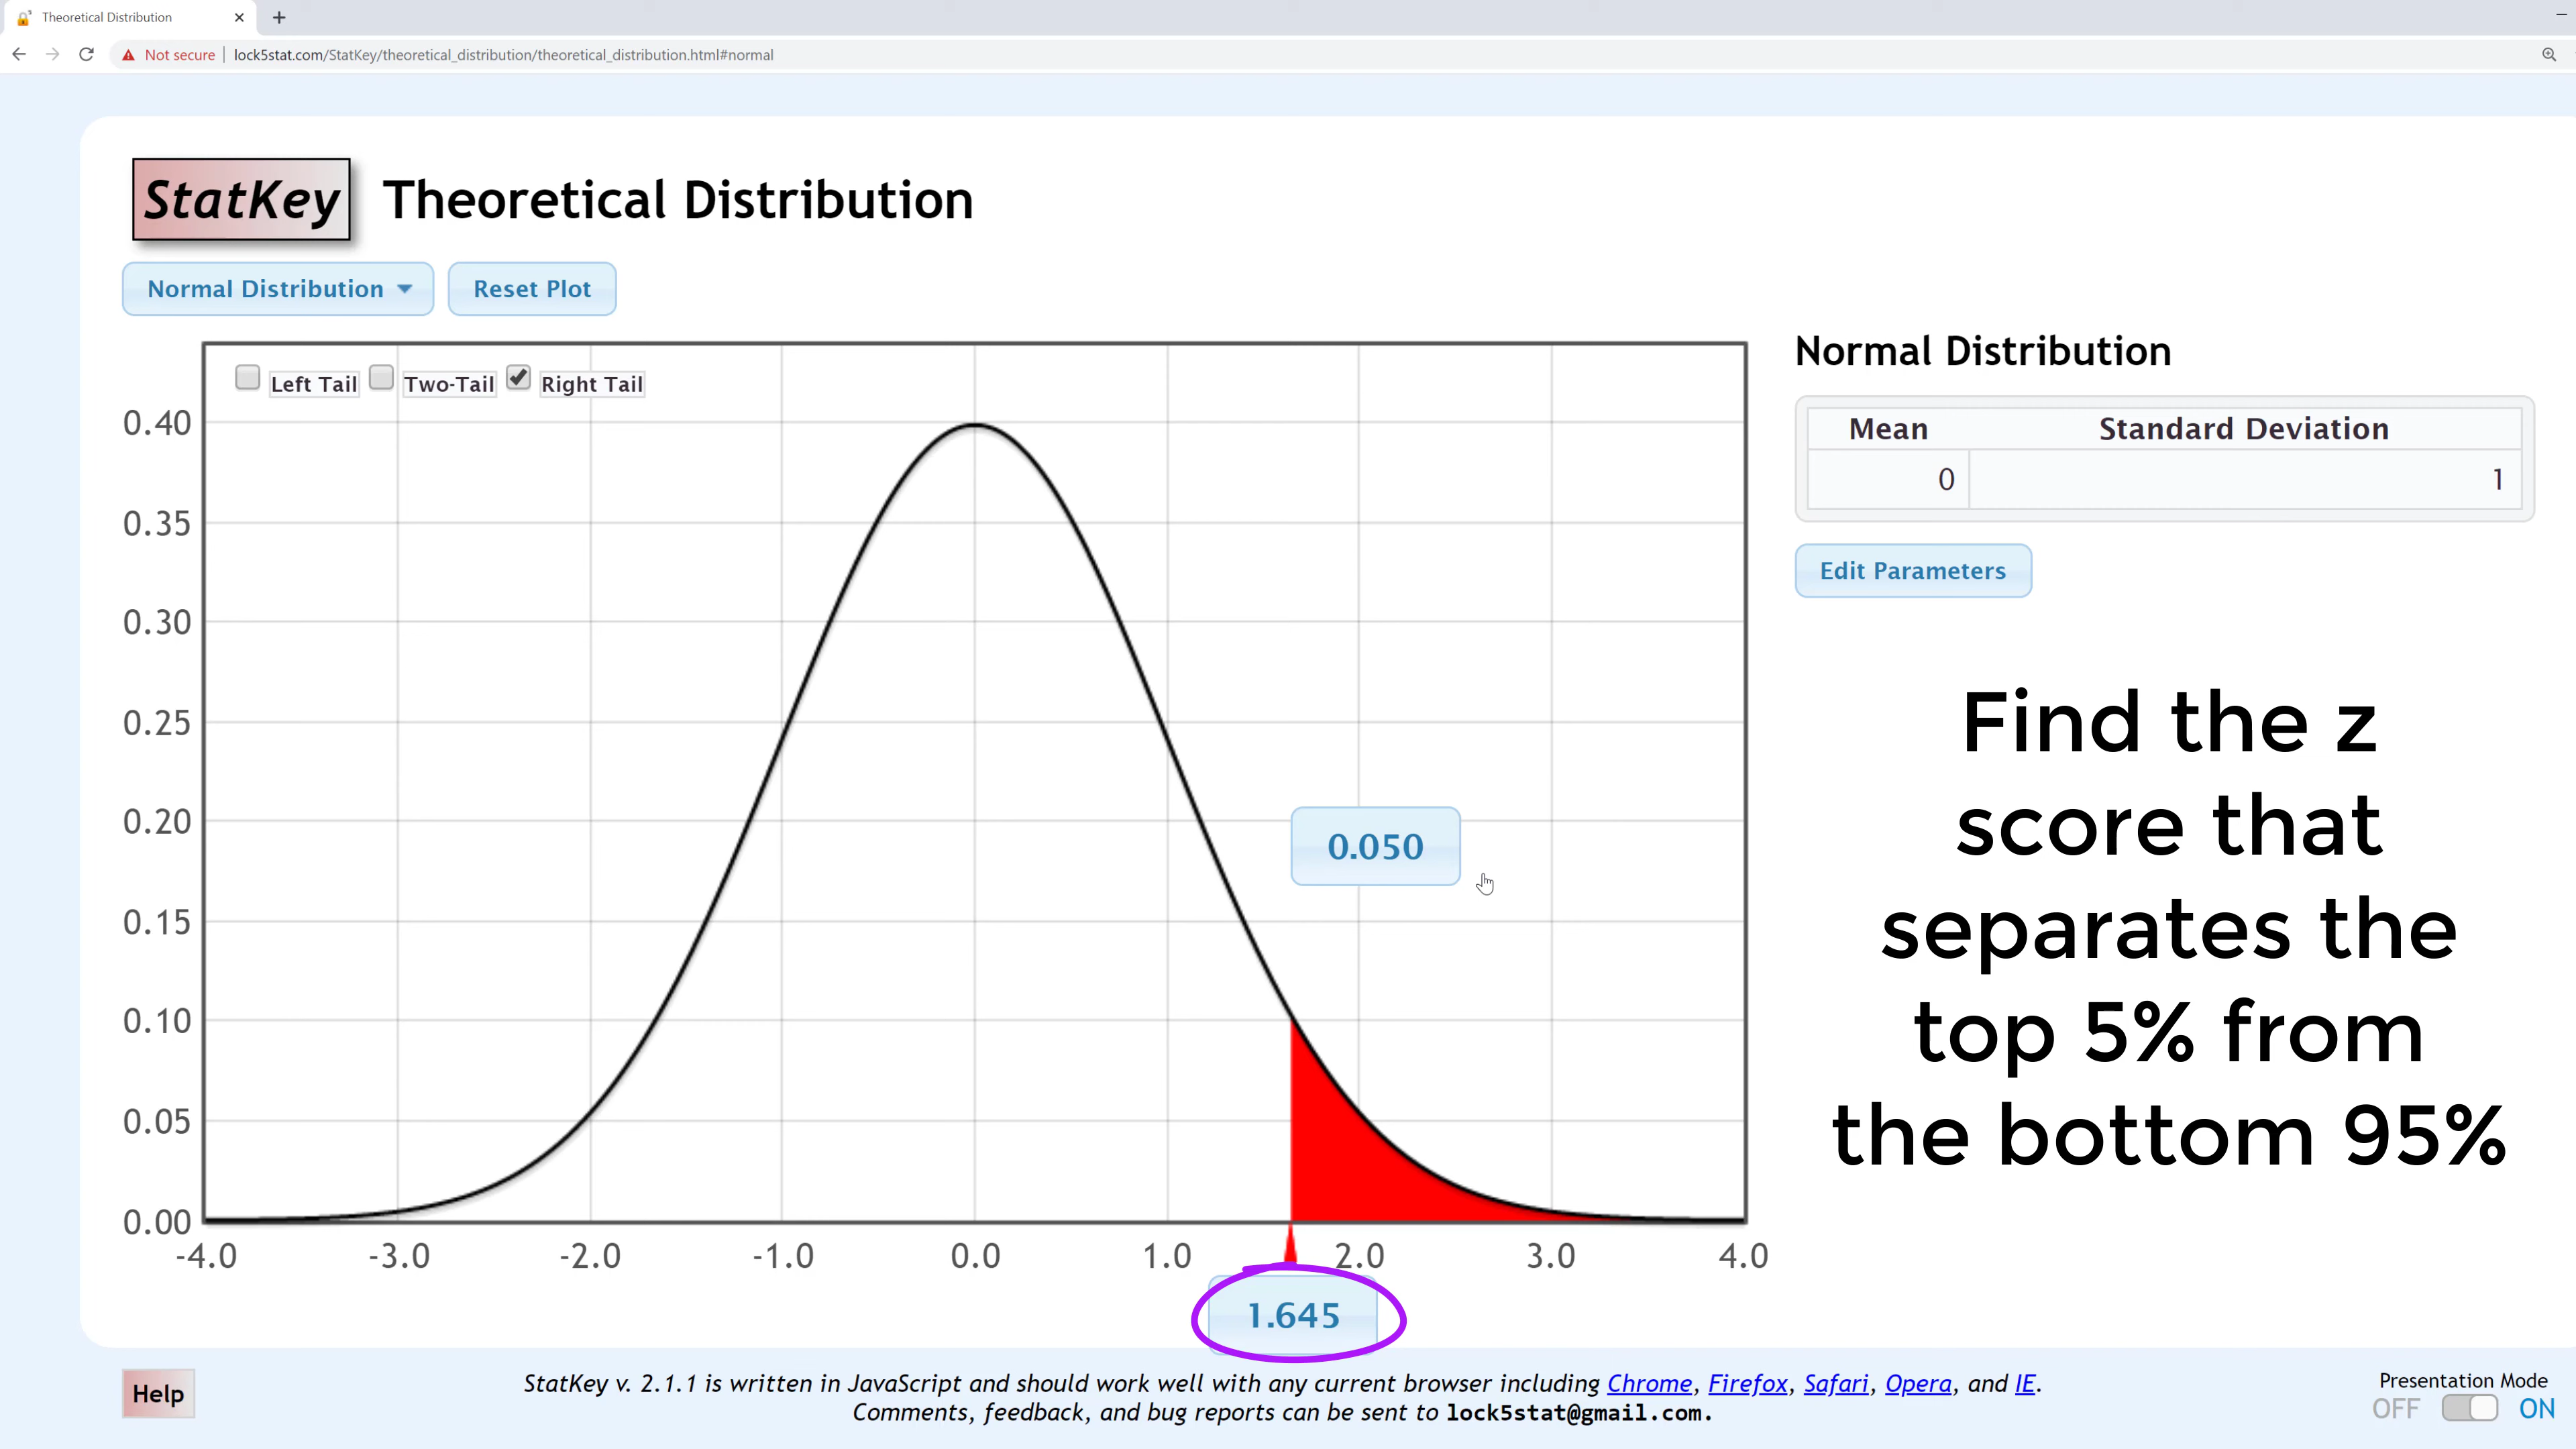 Theoretical Distribution
Not secure | lock5stat.com/StatKey/theoretical_distribution/theoretical_distribution.html#normal
StatKey Theoretical Distribution
Normal Distribution Reset Plot
Left Tail Two-Tail Right Tail
0.40
0.35
0.30
0.25
0.20
0.15
0.10
0.05
0.00
-4.0 -3.0 -2.0 -1.0 0.0 1.0 2.0 3.0 4.0
0.050
1.645
Normal Distribution
Mean Standard Deviation
0 1
Edit Parameters
Find the z
score that
separates the
top 5% from
the bottom 95%
Help
StatKey v. 2.1.1 is written in JavaScript and should work well with any current browser including Chrome, Firefox, Safari, Opera, and IE.
Comments, feedback, and bug reports can be sent to lock5stat@gmail.com.
Presentation Mode
OFF ON